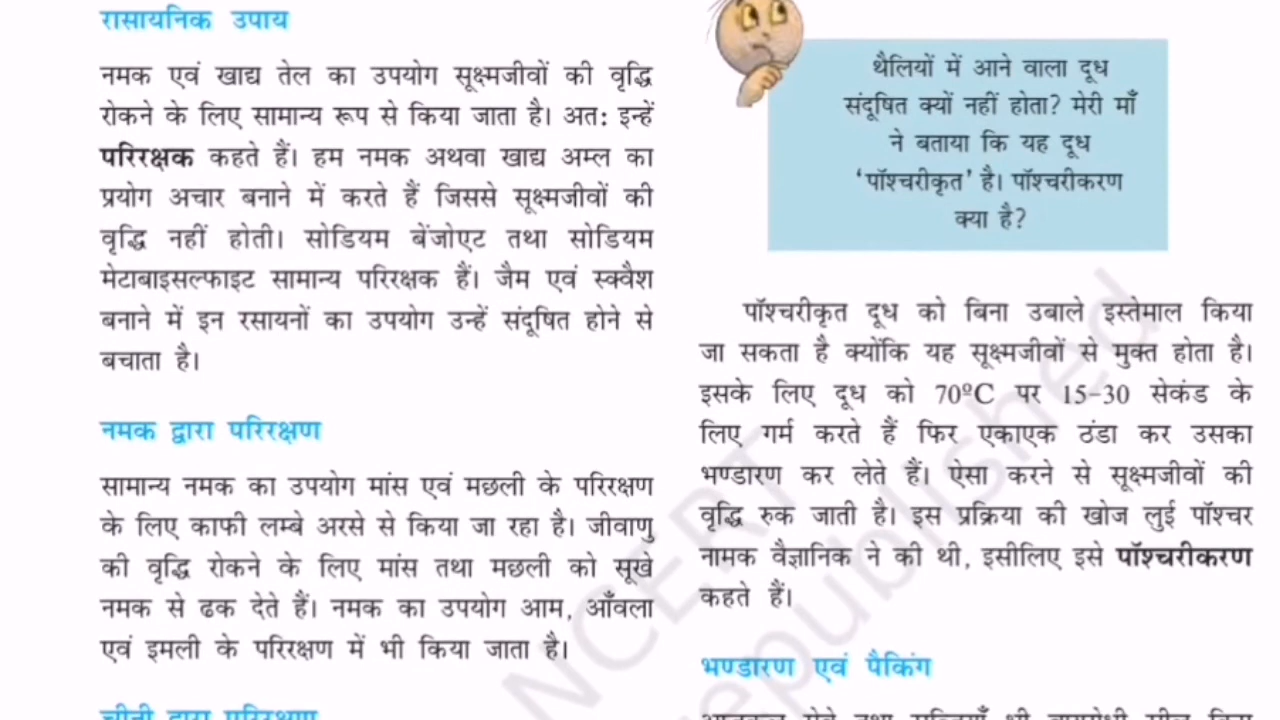 रासायनिक उपाय
नमक एवं खाद्य तेल का उपयोग सूक्ष्मजीवों की वृद्धि
रोकने के लिए सामान्य रूप से किया जाता है। अत: इन्हें
परिरक्षक कहते हैं। हम नमक अथवा खाद्य अम्ल का
प्रयोग अचार बनाने में करते हैं जिससे सूक्ष्मजीवों की
वृद्धि नहीं होती। सोडियम बेंजोएट तथा सोडियम
मेटाबाइसल्फाइट सामान्य परिरक्षक हैं। जैम एवं स्क्वैश
बनाने में इन रसायनों का उपयोग उन्हें संदूषित होने से
बचाता है।
नमक द्वारा परिरक्षण
सामान्य नमक का उपयोग मांस एवं मछली के परिरक्षण
के लिए काफी लम्बे अरसे से किया जा रहा है। जीवाणु
की वृद्धि रोकने के लिए मांस तथा मछली को सूखे
नमक से ढक देते हैं। नमक का उपयोग आम, आँवला
एवं इमली के परिरक्षण में भी किया जाता है।
चीनी द्वारा परिरक्षण
थैलियों में आने वाला दूध
संदूषित क्यों नहीं होता? मेरी माँ
ने बताया कि यह दूध
‘पॉश्चरीकृत’ है। पॉश्चरीकरण
क्या है?
पॉश्चरीकृत दूध को बिना उबाले इस्तेमाल किया
जा सकता है क्योंकि यह सूक्ष्मजीवों से मुक्त होता है।
इसके लिए दूध को 70ºC पर 15-30 सेकंड के
लिए गर्म करते हैं फिर एकाएक ठंडा कर उसका
भण्डारण कर लेते हैं। ऐसा करने से सूक्ष्मजीवों की
वृद्धि रुक जाती है। इस प्रक्रिया की खोज लुई पॉश्चर
नामक वैज्ञानिक ने की थी, इसीलिए इसे पॉश्चरीकरण
कहते हैं।
भण्डारण एवं पैकिंग
NCERT
republished